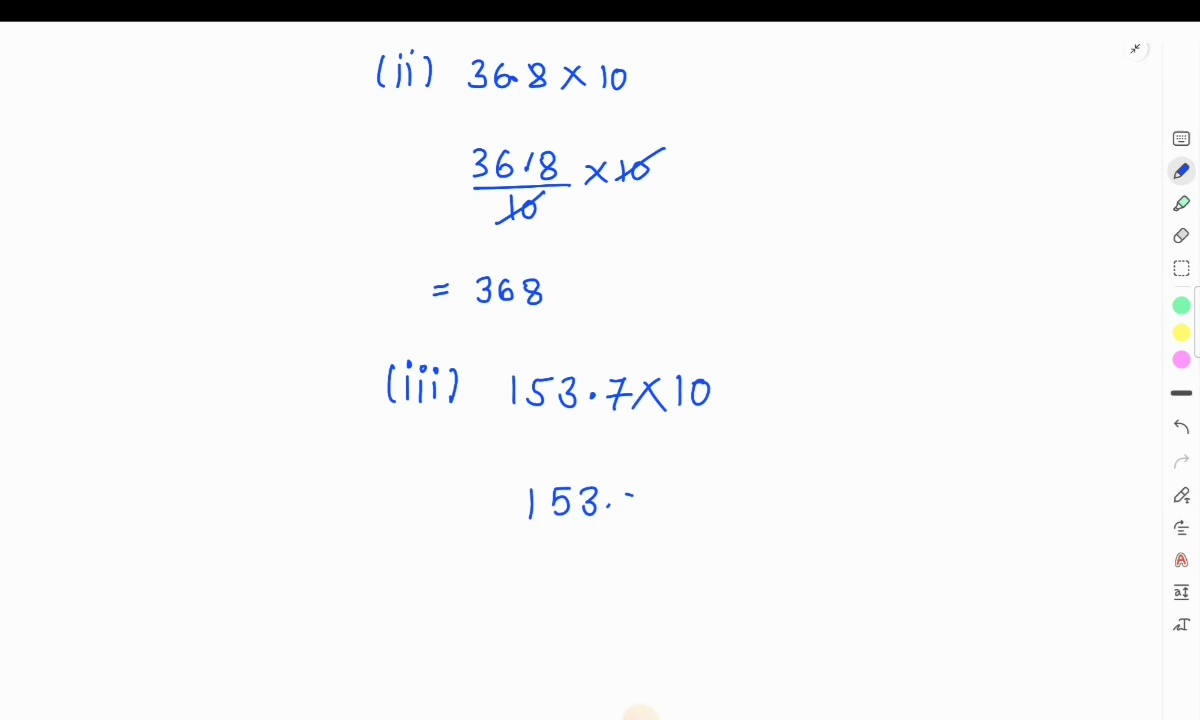 (ii) 36.8 × 10
36.8/10 × 10
= 368
(iii) 153.7 × 10
153.